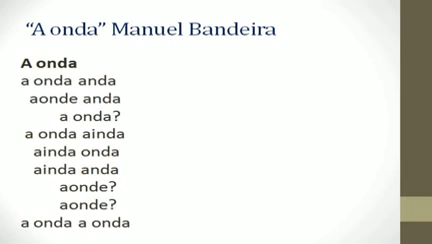 “A onda” Manuel Bandeira
A onda
a onda anda
aonde anda
a onda?
a onda ainda
ainda onda
ainda anda
aonde?
aonde?
a onda a onda